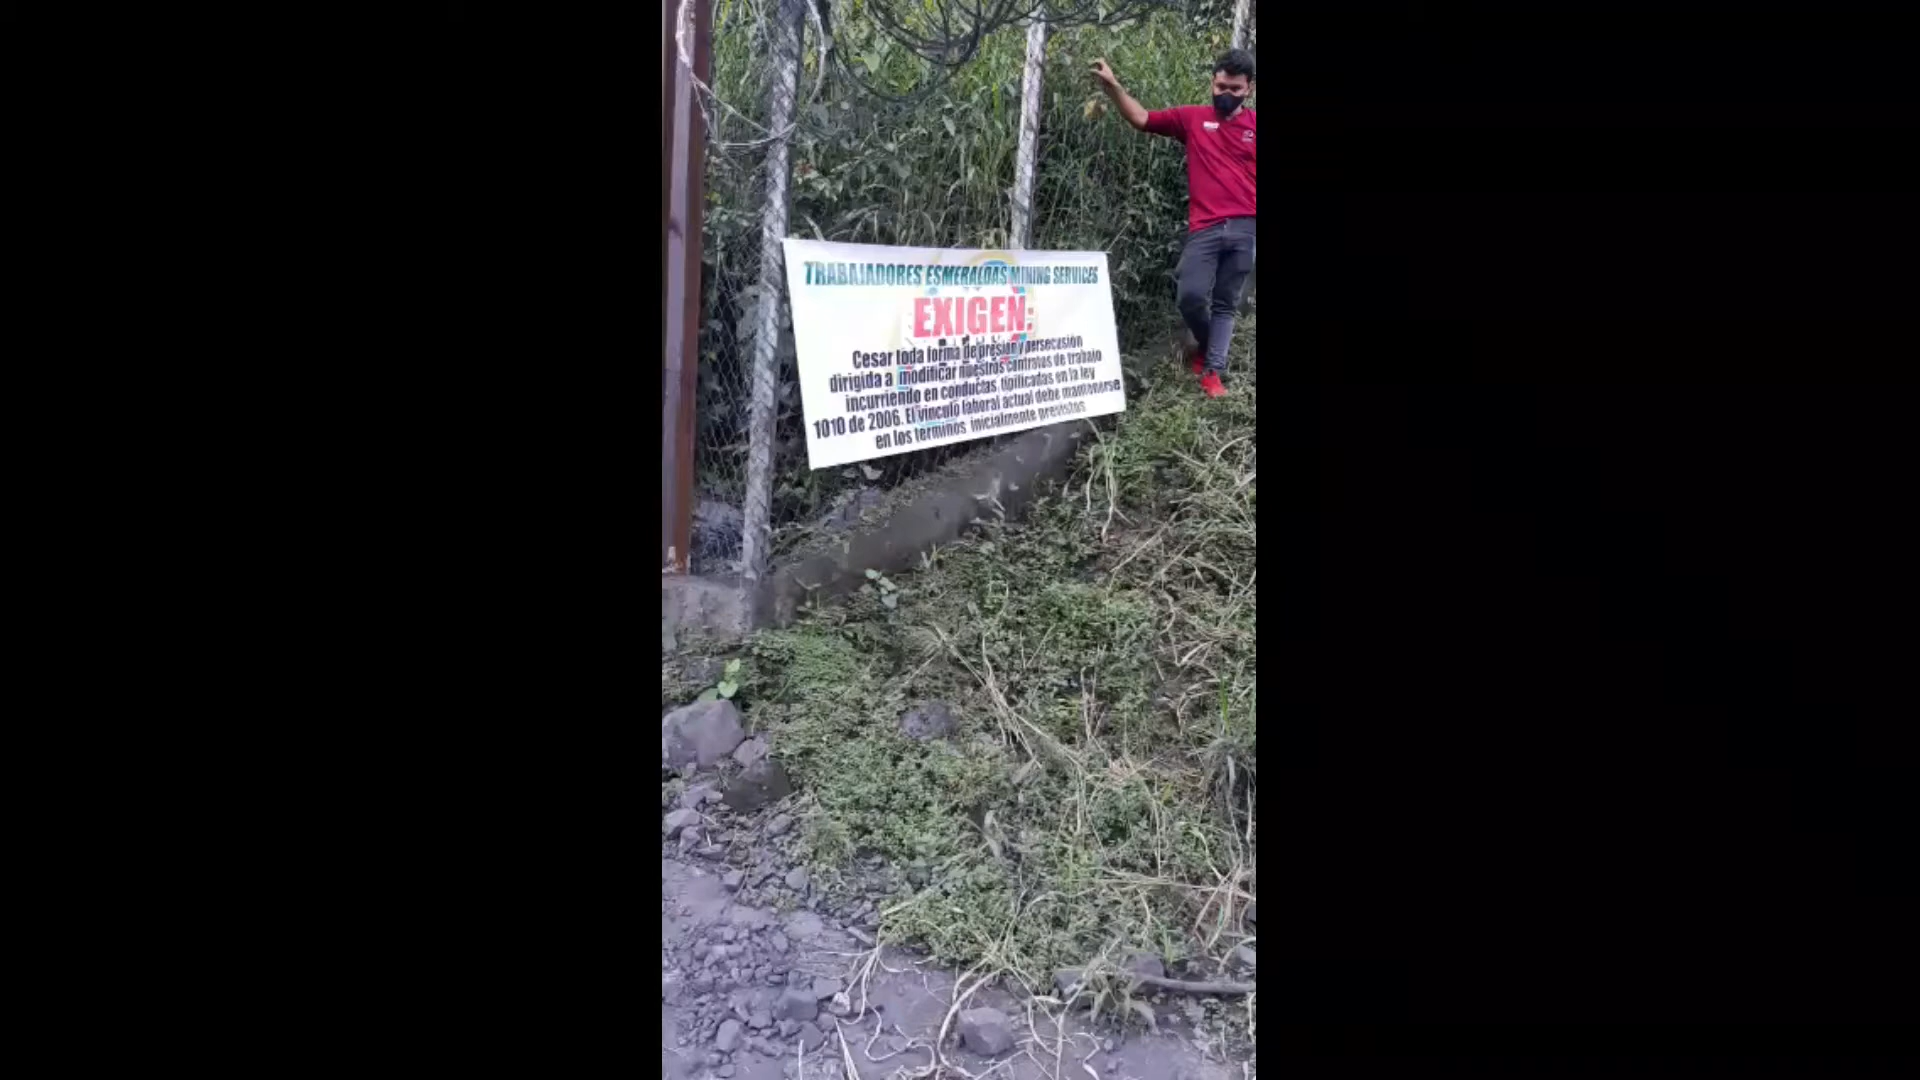 TRABAJADORES ESMERALDAS MINING SERVICES
EXIGEN:
Cesar toda forma de presión y persecusión
dirigida a modificar nuestros contratos de trabajo
incurriendo en conductas tipificadas en la ley
1010 de 2006. El vinculo laboral actual debe mantenerse
en los terminos inicialmente previstos